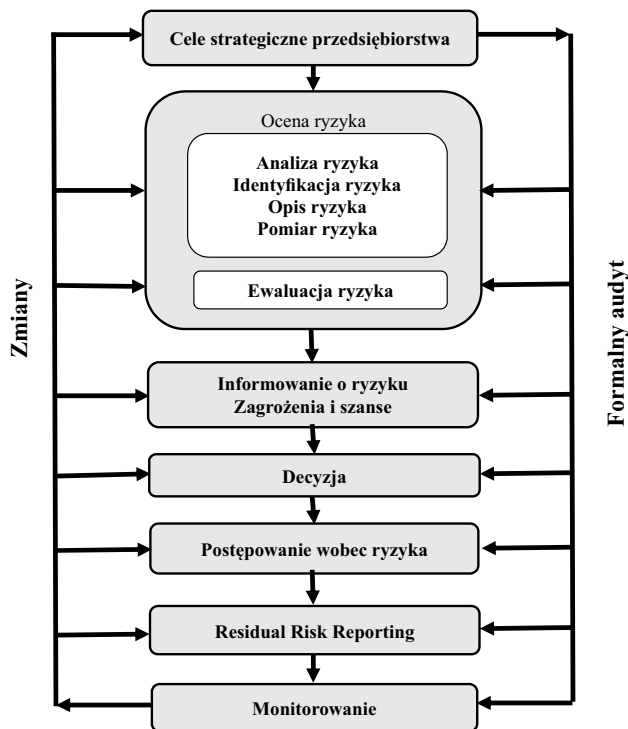 Cele strategiczne przedsiębiorstwa
Ocena ryzyka
Analiza ryzyka
Identyfikacja ryzyka
Opis ryzyka
Pomiar ryzyka
Ewaluacja ryzyka
Zmiany
Formalny audyt
Informowanie o ryzyku
Zagrożenia i szanse
Decyzja
Postępowanie wobec ryzyka
Residual Risk Reporting
Monitorowanie